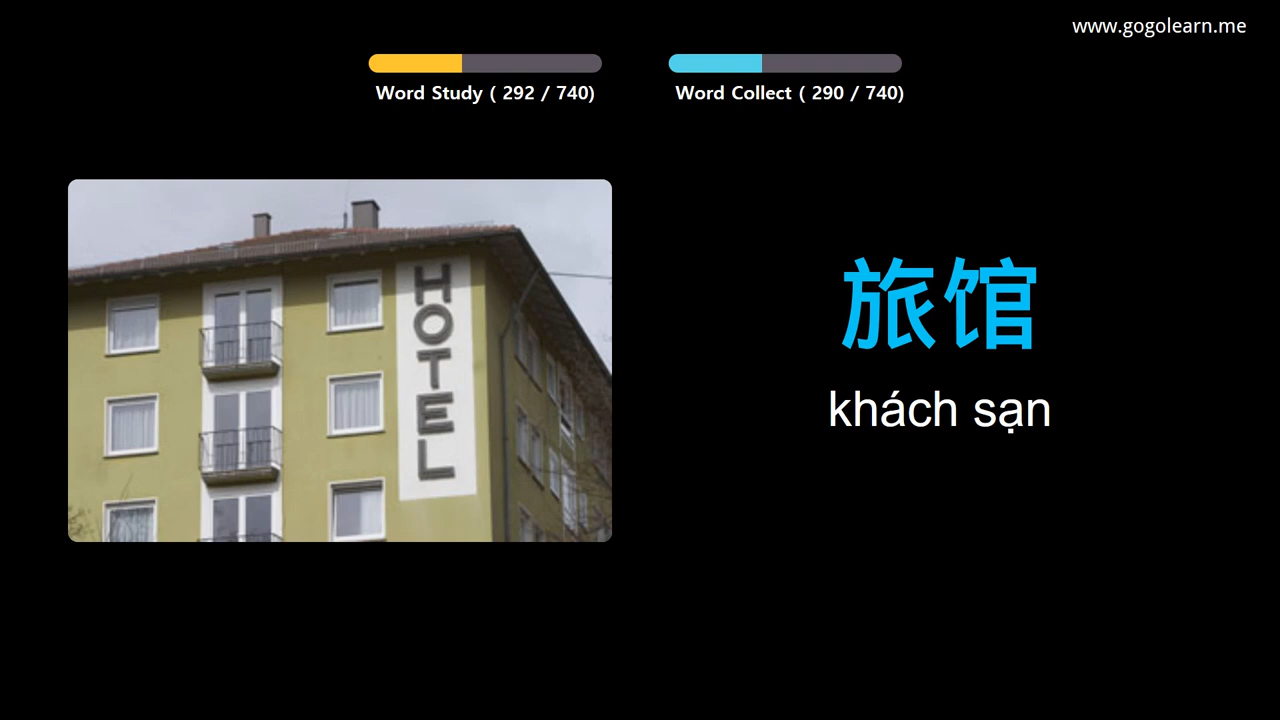 www.gogolearn.me
Word Study ( 292 / 740)
Word Collect ( 290 / 740)
HOTEL
旅馆
khách sạn